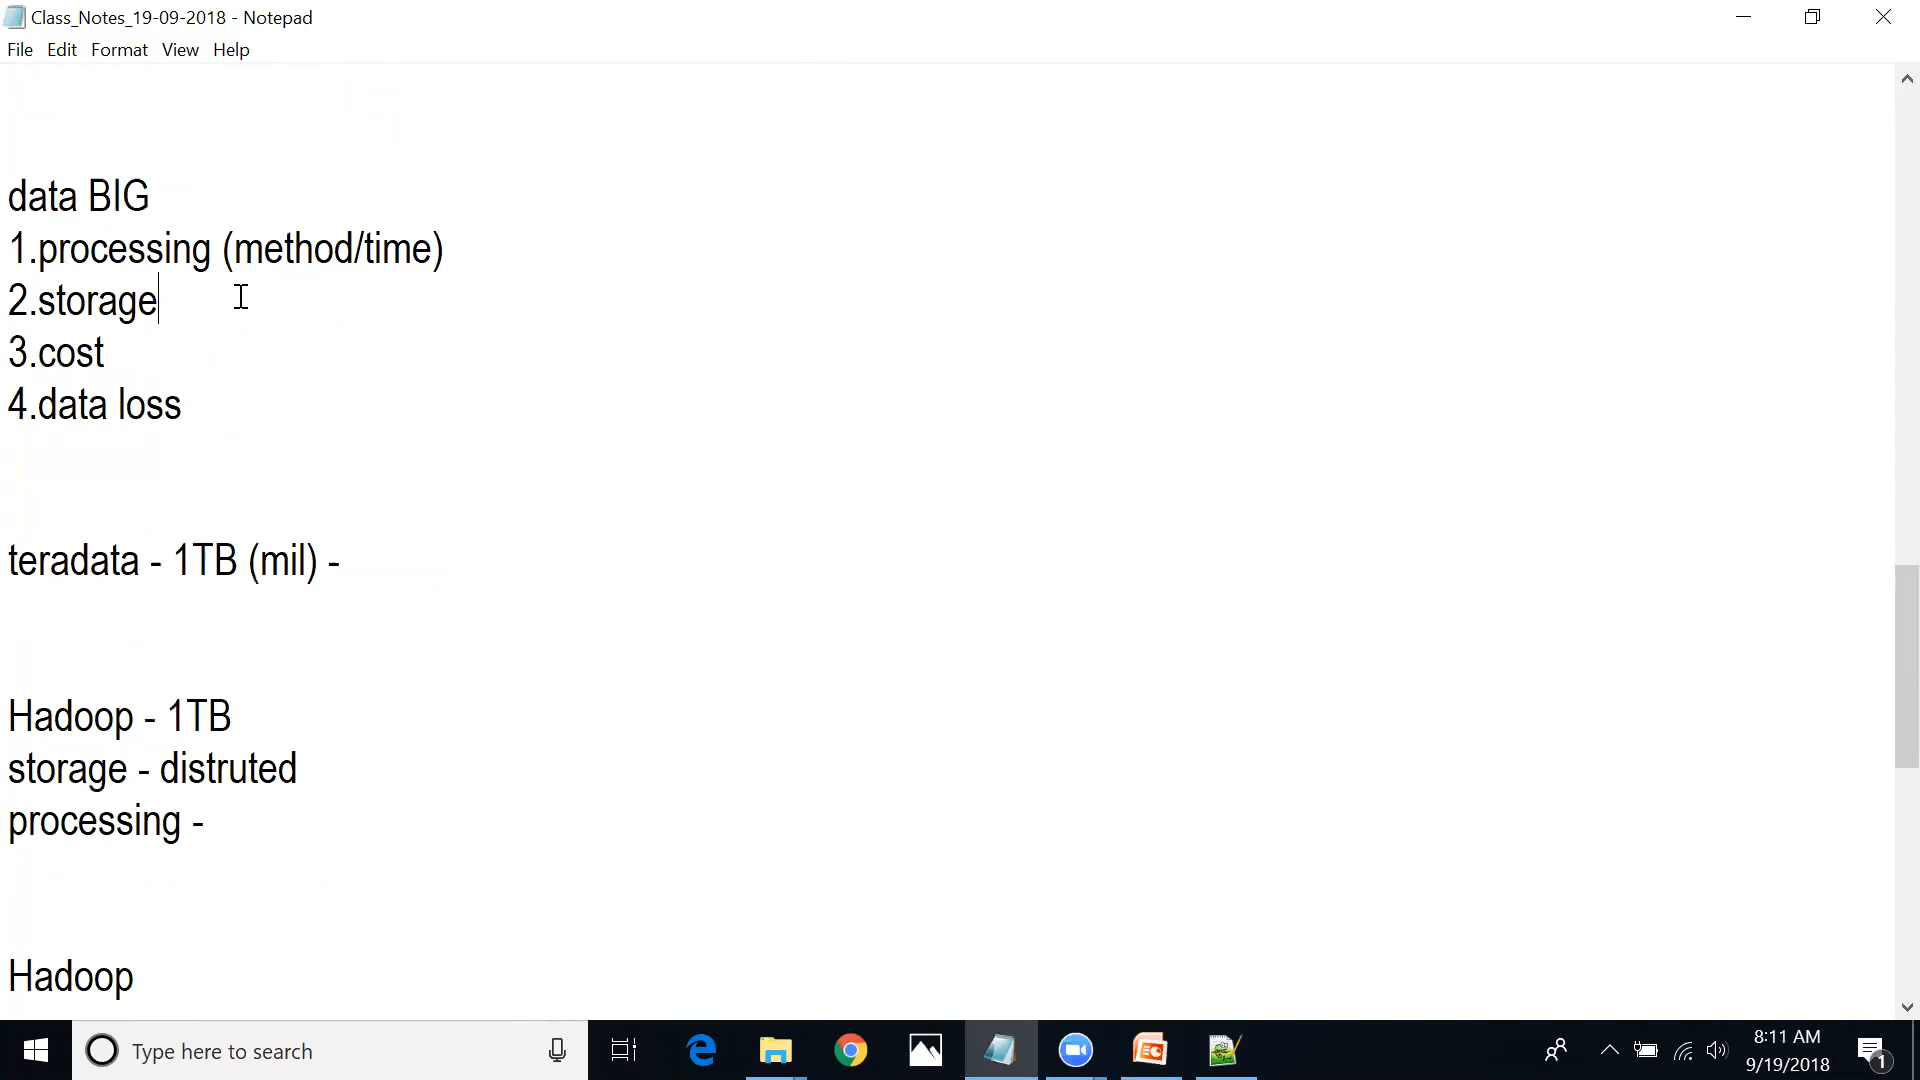 Class_Notes_19-09-2018 - Notepad
File Edit Format View Help
data BIG
1.processing (method/time)
2.storage
3.cost
4.data loss
teradata - 1TB (mil) -
Hadoop - 1TB
storage - distruted
processing -
Hadoop
Type here to search
8:11 AM
9/19/2018
1